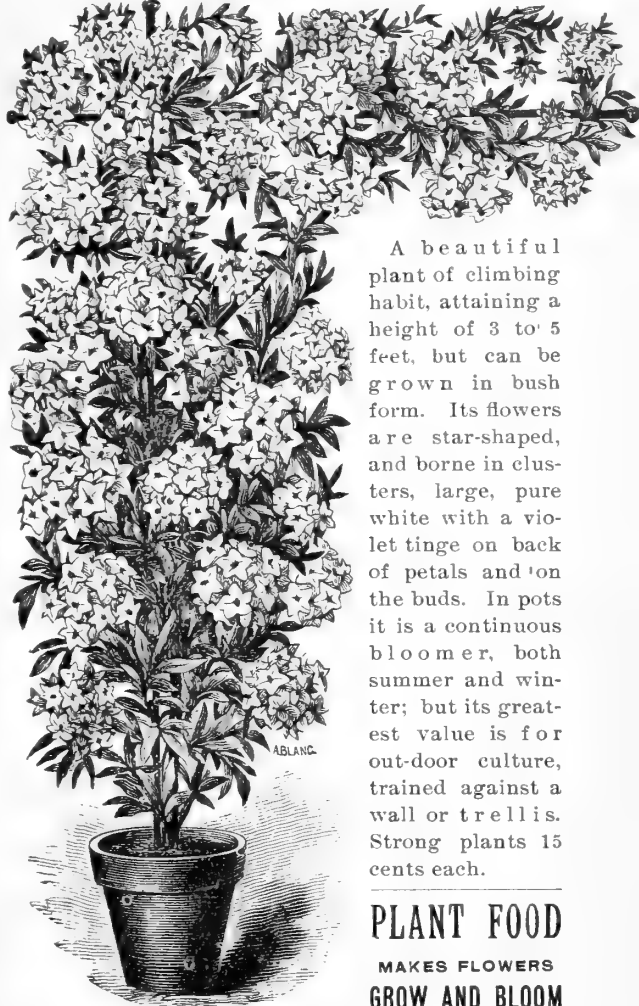 A beautiful
plant of climbing
habit, attaining a
height of 3 to 5
feet, but can be
grown in bush
form. Its flowers
are star-shaped,
and borne in clus-
ters, large, pure
white with a vio-
let tinge on back
of petals and on
the buds. In pots
it is a continuous
bloomer, both
summer and win-
ter; but its great-
est value is for
out-door culture,
trained against a
wall or trellis.
Strong plants 15
cents each.
A.BLANC
PLANT FOOD
MAKES FLOWERS
GROW AND BLOOM